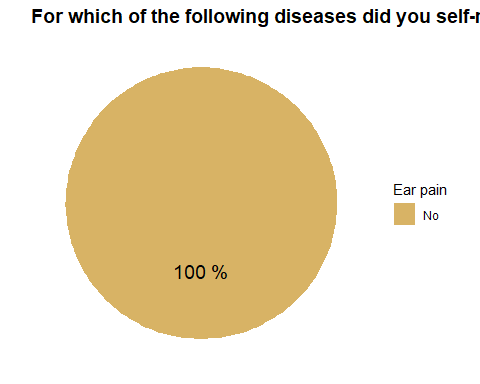 For which of the following diseases did you self-
100 %
Ear pain
No